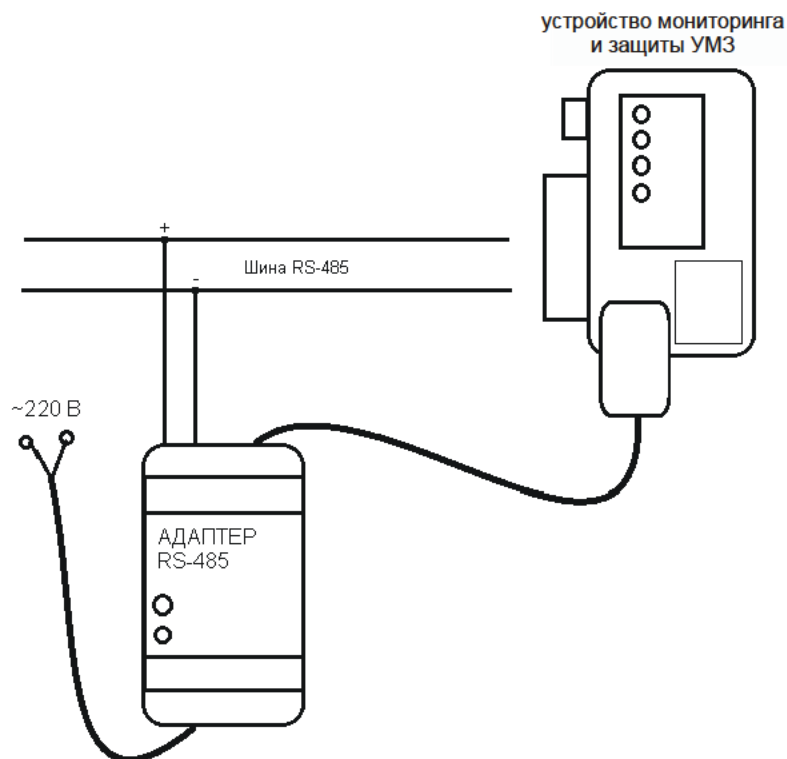 устройство мониторинга
и защиты УМЗ
+
Шина RS-485
-
~220 В
АДАПТЕР
RS-485